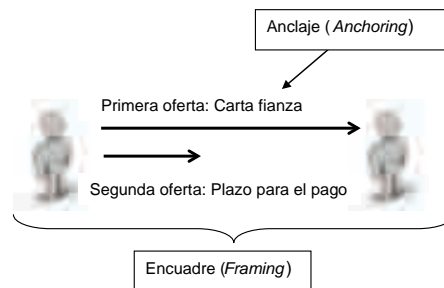 Anclaje (Anchoring)
Primera oferta: Carta fianza
Segunda oferta: Plazo para el pago
Encuadre (Framing)